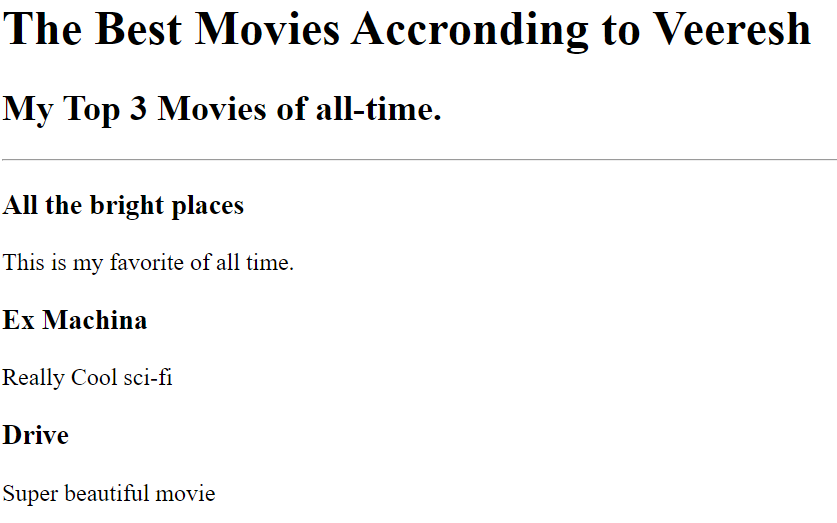 The Best Movies Accronding to Veeresh
My Top 3 Movies of all-time.
All the bright places
This is my favorite of all time.
Ex Machina
Really Cool sci-fi
Drive
Super beautiful movie